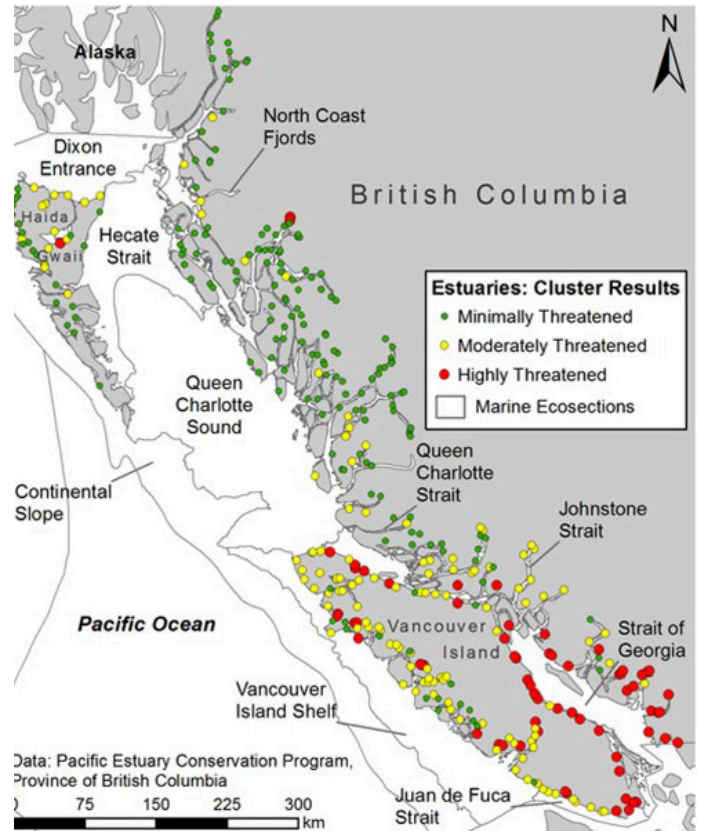 Alaska
N
North Coast
Fjords
Dixon
Entrance
British Columbia
Haida
Gwaii
Hecate
Strait
Estuaries: Cluster Results
Minimally Threatened
Moderately Threatened
Highly Threatened
Marine Ecosections
Queen
Charlotte
Sound
Queen
Charlotte
Strait
Continental
Slope
Johnstone
Strait
Pacific Ocean
Vancouver
Island
Strait of
Georgia
Vancouver
Island Shelf
Data: Pacific Estuary Conservation Program,
Province of British Columbia
Juan de Fuca
Strait
0 75 150 225 300
km